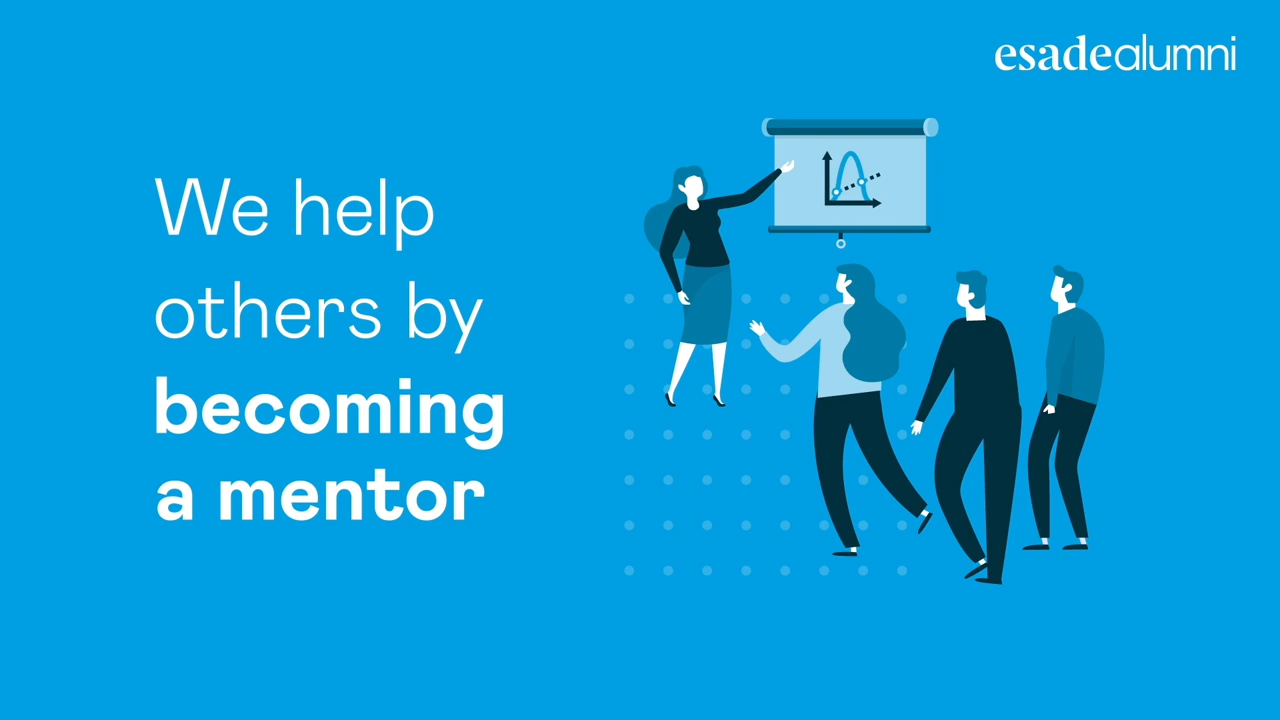 esadealumni
We help
others by
becoming
a mentor